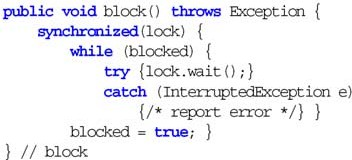 public void block() throws Exception {
    synchronized(lock) {
        while (blocked) {
            try {lock.wait();}
            catch (InterruptedException e)
                {/* report error */} }
        blocked = true; }
} // block